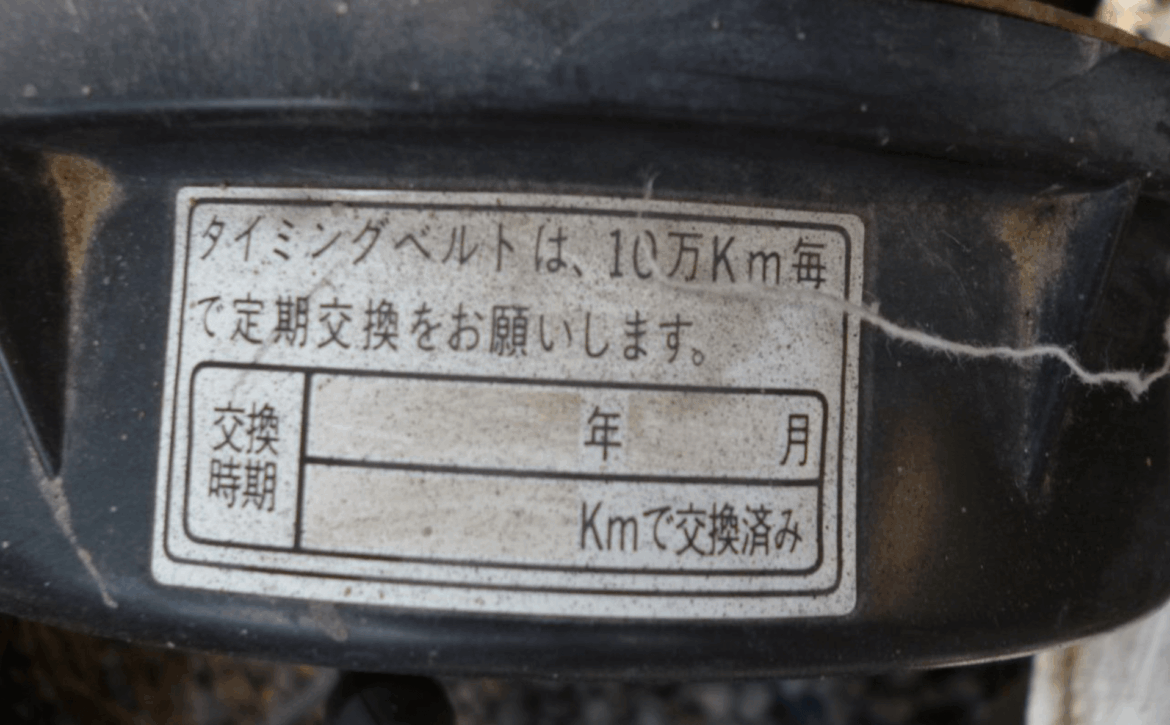 タイミングベルトは、10万Km毎
で定期交換をお願いします。
交換
時期
年 月
Kmで交換済み